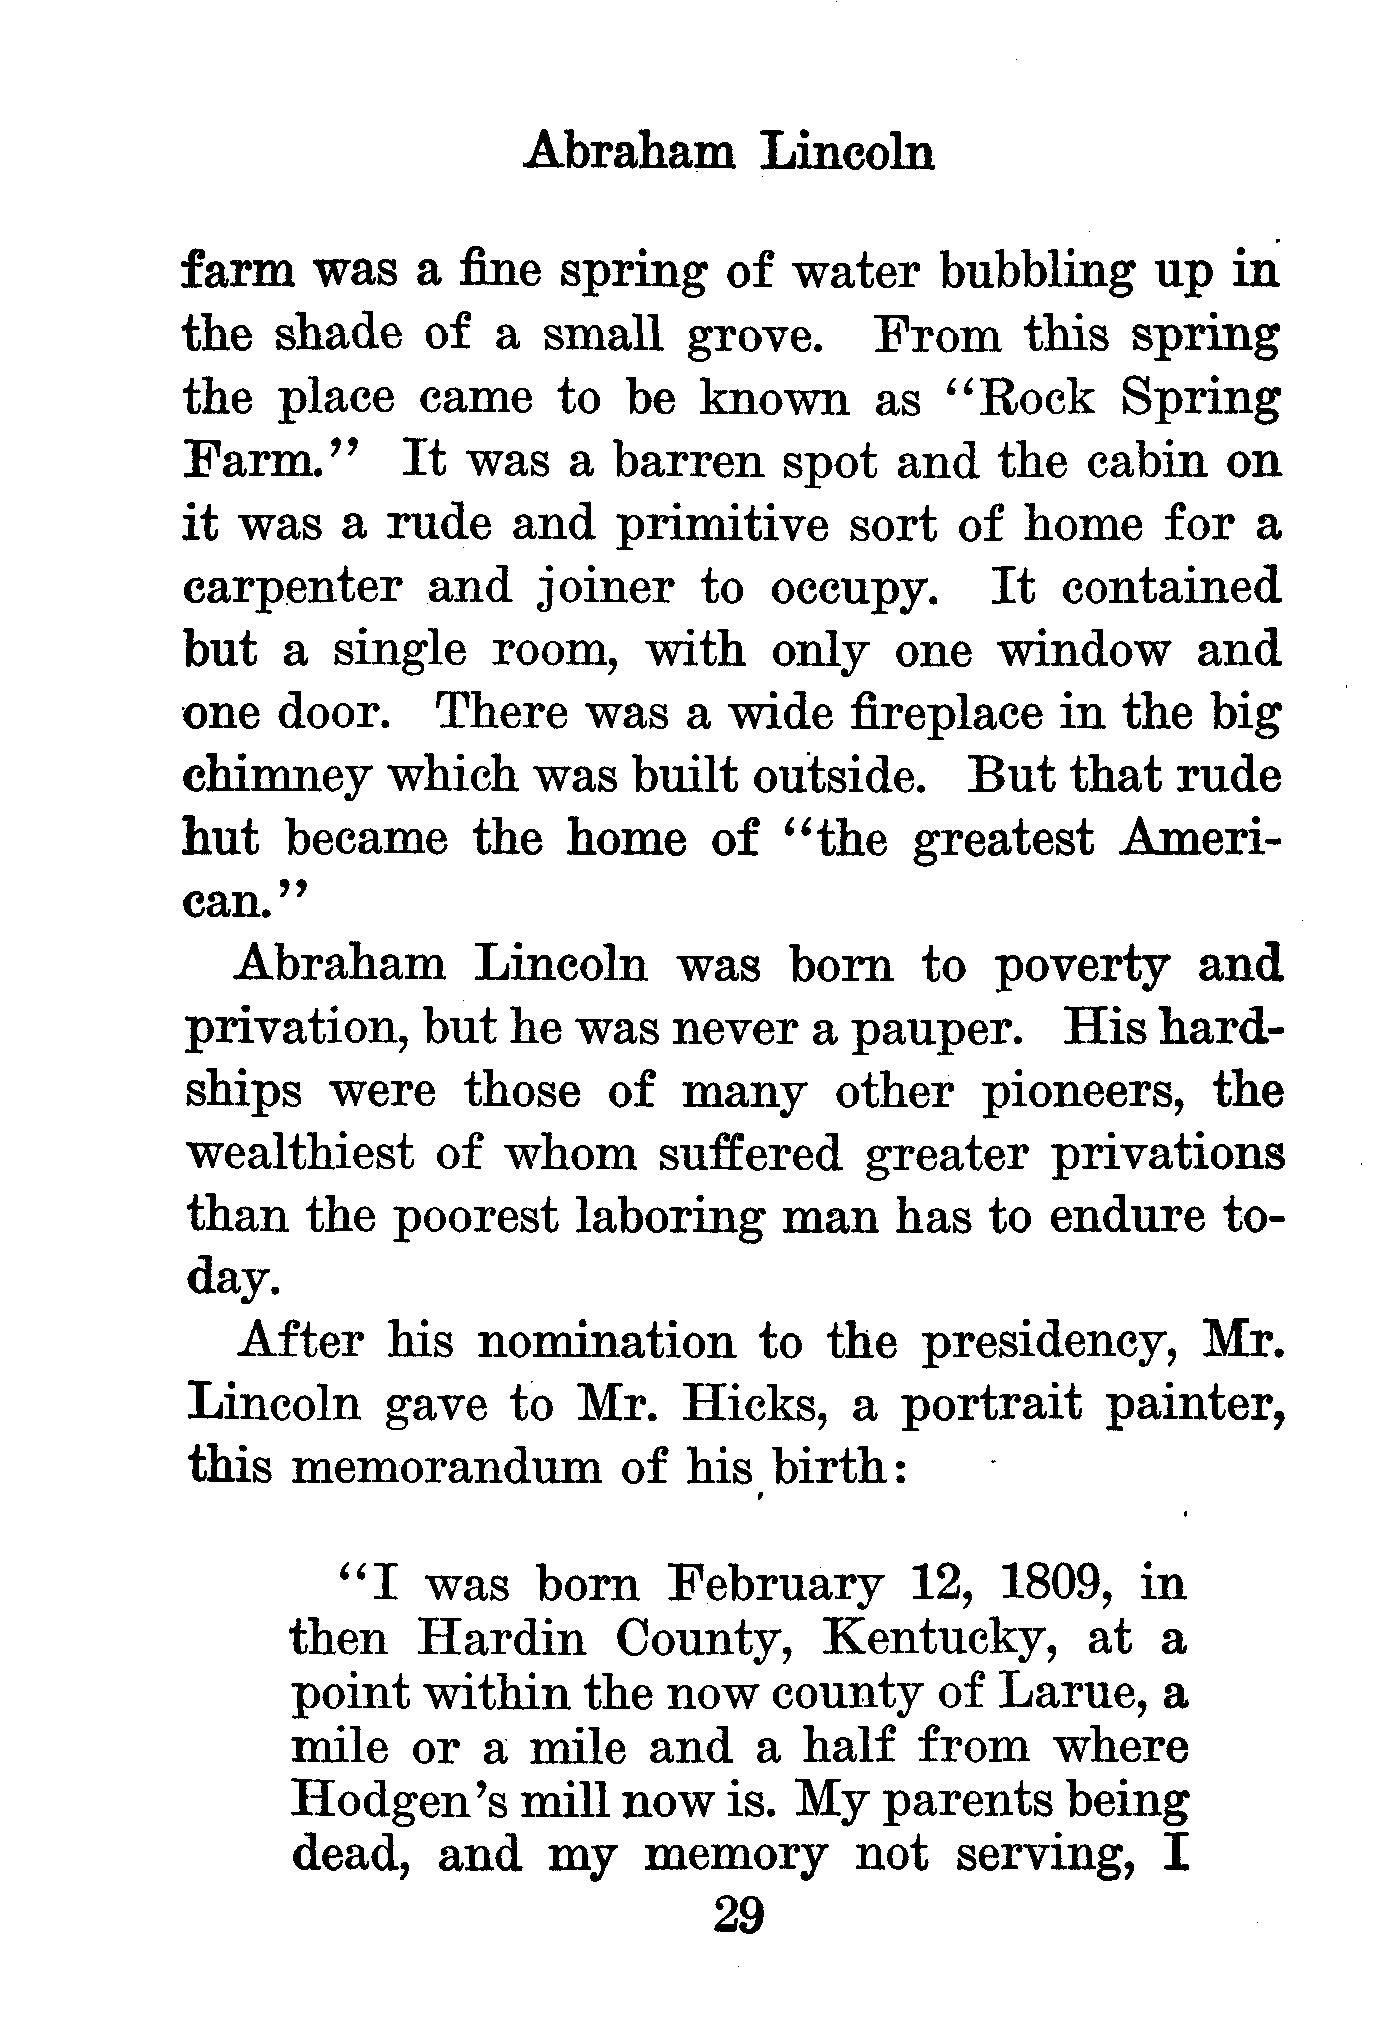 Abraham Lincoln
farm was a fine spring of water bubbling up in
the shade of a small grove. From this spring
the place came to be known as "Rock Spring
Farm." It was a barren spot and the cabin on
it was a rude and primitive sort of home for a
carpenter and joiner to occupy. It contained
but a single room, with only one window and
one door. There was a wide fireplace in the big
chimney which was built outside. But that rude
hut became the home of "the greatest Ameri-
can."
Abraham Lincoln was born to poverty and
privation, but he was never a pauper. His hard-
ships were those of many other pioneers, the
wealthiest of whom suffered greater privations
than the poorest laboring man has to endure to-
day.
After his nomination to the presidency, Mr.
Lincoln gave to Mr. Hicks, a portrait painter,
this memorandum of his birth:
"I was born February 12, 1809, in
then Hardin County, Kentucky, at a
point within the now county of Larue, a
mile or a mile and a half from where
Hodgen's mill now is. My parents being
dead, and my memory not serving, I
29